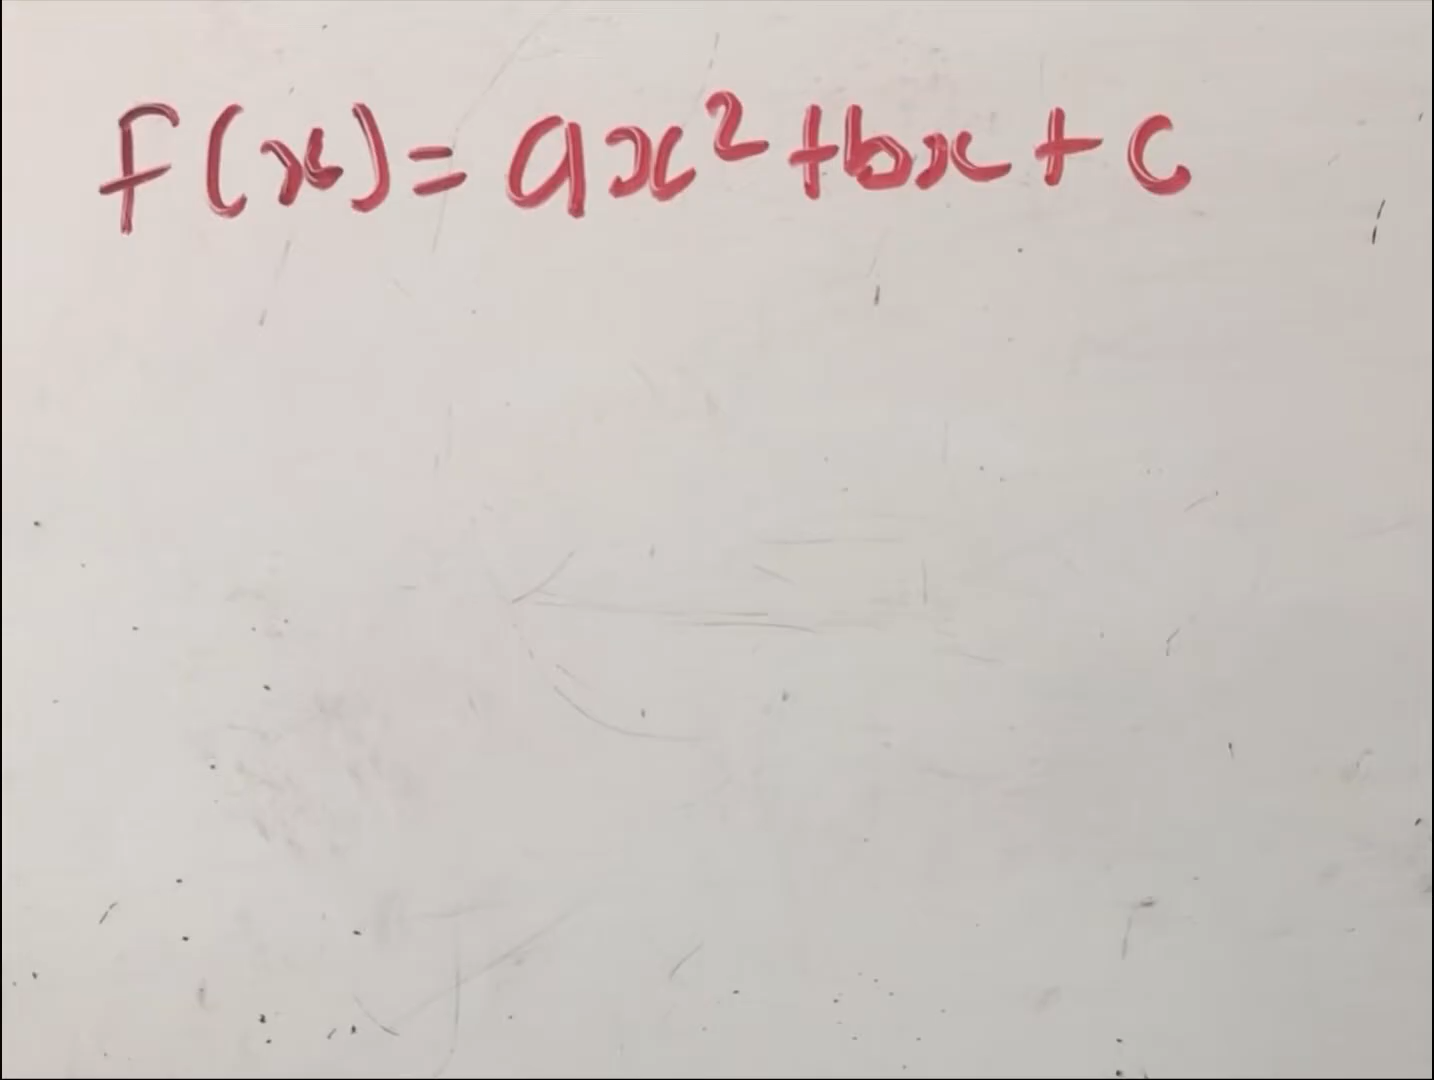 f(x) = ax² + bx + c